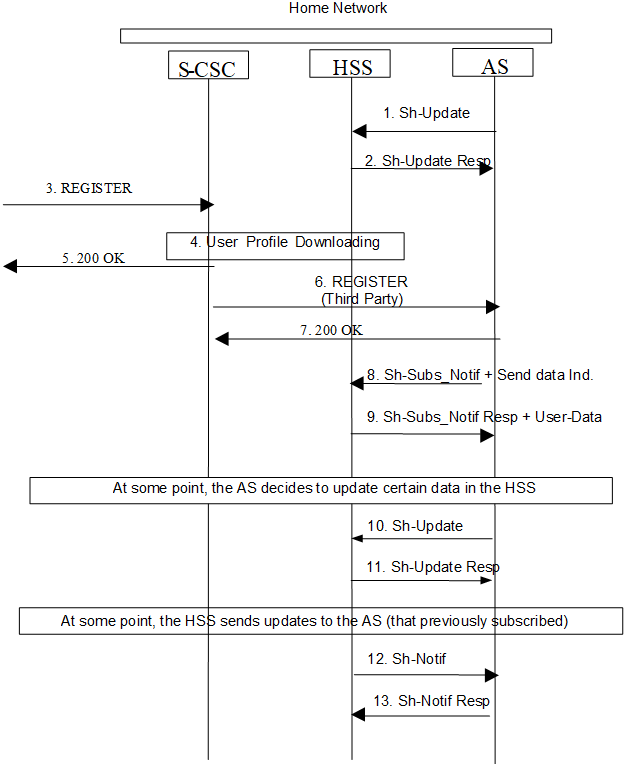 Home Network
S-CSC
HSS
AS
1. Sh-Update
2. Sh-Update Resp
3. REGISTER
4. User Profile Downloading
5. 200 OK
6. REGISTER
(Third Party)
7. 200 OK
8. Sh-Subs_Notif + Send data Ind.
9. Sh-Subs_Notif Resp + User-Data
At some point, the AS decides to update certain data in the HSS
10. Sh-Update
11. Sh-Update Resp
At some point, the HSS sends updates to the AS (that previously subscribed)
12. Sh-Notif
13. Sh-Notif Resp